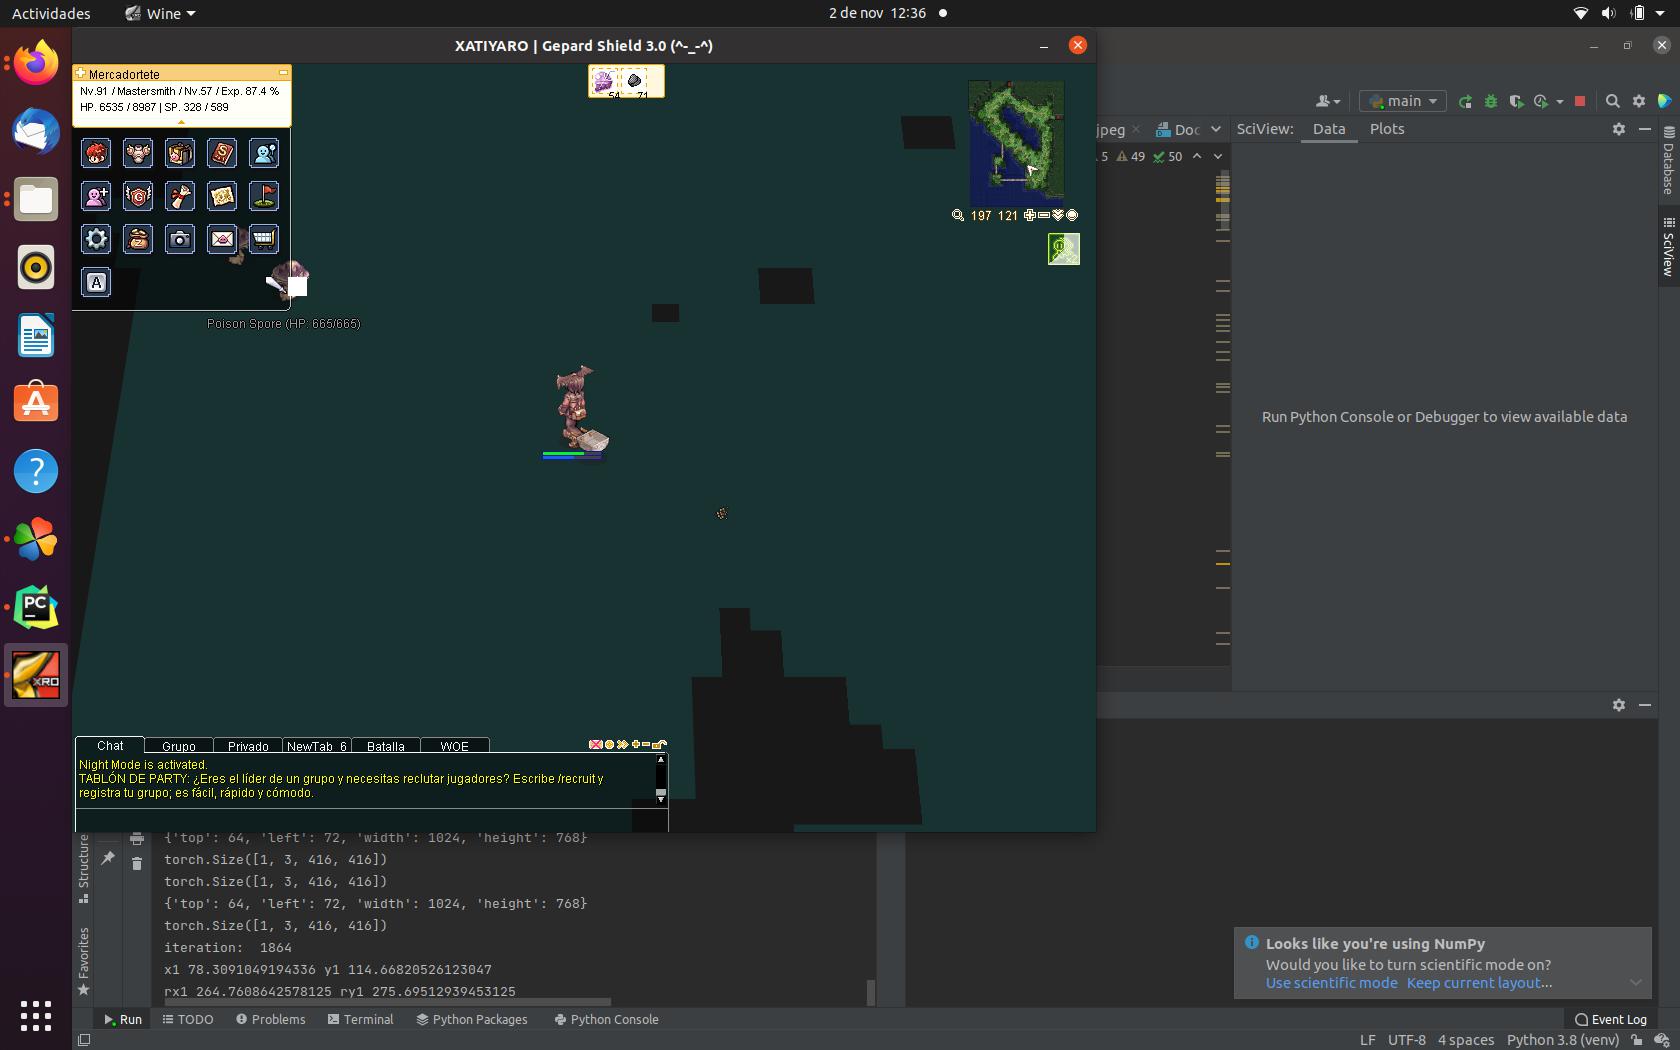 Actividades
Wine
2 de nov 12:36
XATIYARO | Gepard Shield 3.0 (^-_-^)
Mercadortete
Nv.91 / Mastersmith / Nv.57 / Exp. 87.4 %
HP. 6535 / 8987 | SP. 328 / 589
54
71
G
S
Z
A
197 121
x2
Poison Spore (HP: 665/665)
Chat
Grupo
Privado
NewTab_6
Batalla
WOE
Night Mode is activated.
TABLÓN DE PARTY: ¿Eres el líder de un grupo y necesitas reclutar jugadores? Escribe /recruit y
registra tu grupo; es fácil, rápido y cómodo.
main
jpeg
Doc
SciView:
Data
Plots
5
49
50
Database
SciView
Run Python Console or Debugger to view available data
PC
XRO
Structure
Favorites
{'top': 64, 'left': 72, 'width': 1024, 'height': 768}
torch.Size([1, 3, 416, 416])
torch.Size([1, 3, 416, 416])
{'top': 64, 'left': 72, 'width': 1024, 'height': 768}
torch.Size([1, 3, 416, 416])
iteration: 1864
x1 78.3091049194336 y1 114.66820526123047
rx1 264.7608642578125 ry1 275.69512939453125
Looks like you're using NumPy
Would you like to turn scientific mode on?
Use scientific mode
Keep current layout...
Run
TODO
Problems
Terminal
Python Packages
Python Console
Event Log
LF
UTF-8
4 spaces
Python 3.8 (venv)